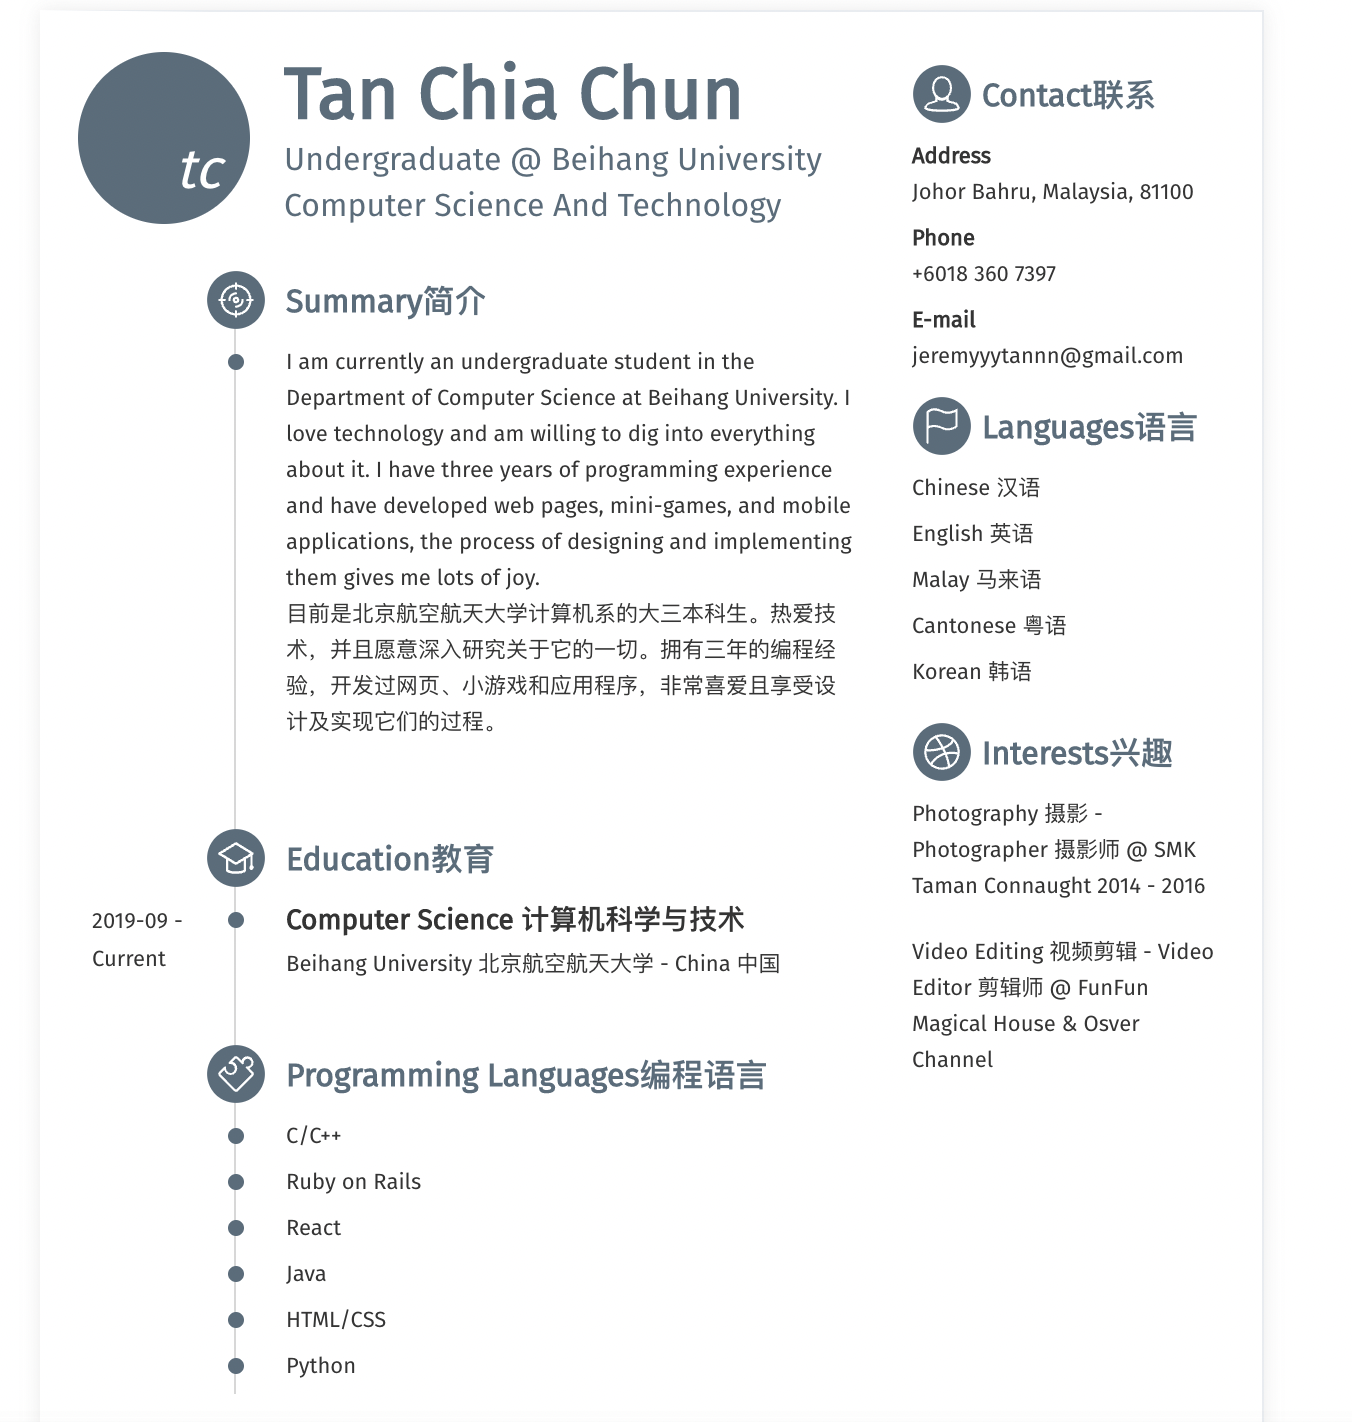 tc
Tan Chia Chun
Undergraduate @ Beihang University
Computer Science And Technology
Summary简介
I am currently an undergraduate student in the
Department of Computer Science at Beihang University. I
love technology and am willing to dig into everything
about it. I have three years of programming experience
and have developed web pages, mini-games, and mobile
applications, the process of designing and implementing
them gives me lots of joy.
目前是北京航空航天大学计算机系的大三本科生。热爱技
术，并且愿意深入研究关于它的一切。拥有三年的编程经
验，开发过网页、小游戏和应用程序，非常喜爱且享受设
计及实现它们的过程。
Education教育
2019-09 -
Current
Computer Science 计算机科学与技术
Beihang University 北京航空航天大学 - China 中国
Programming Languages编程语言
C/C++
Ruby on Rails
React
Java
HTML/CSS
Python
Contact联系
Address
Johor Bahru, Malaysia, 81100
Phone
+6018 360 7397
E-mail
jeremyyytannn@gmail.com
Languages语言
Chinese 汉语
English 英语
Malay 马来语
Cantonese 粤语
Korean 韩语
Interests兴趣
Photography 摄影 -
Photographer 摄影师 @ SMK
Taman Connaught 2014 - 2016
Video Editing 视频剪辑 - Video
Editor 剪辑师 @ FunFun
Magical House & Osver
Channel